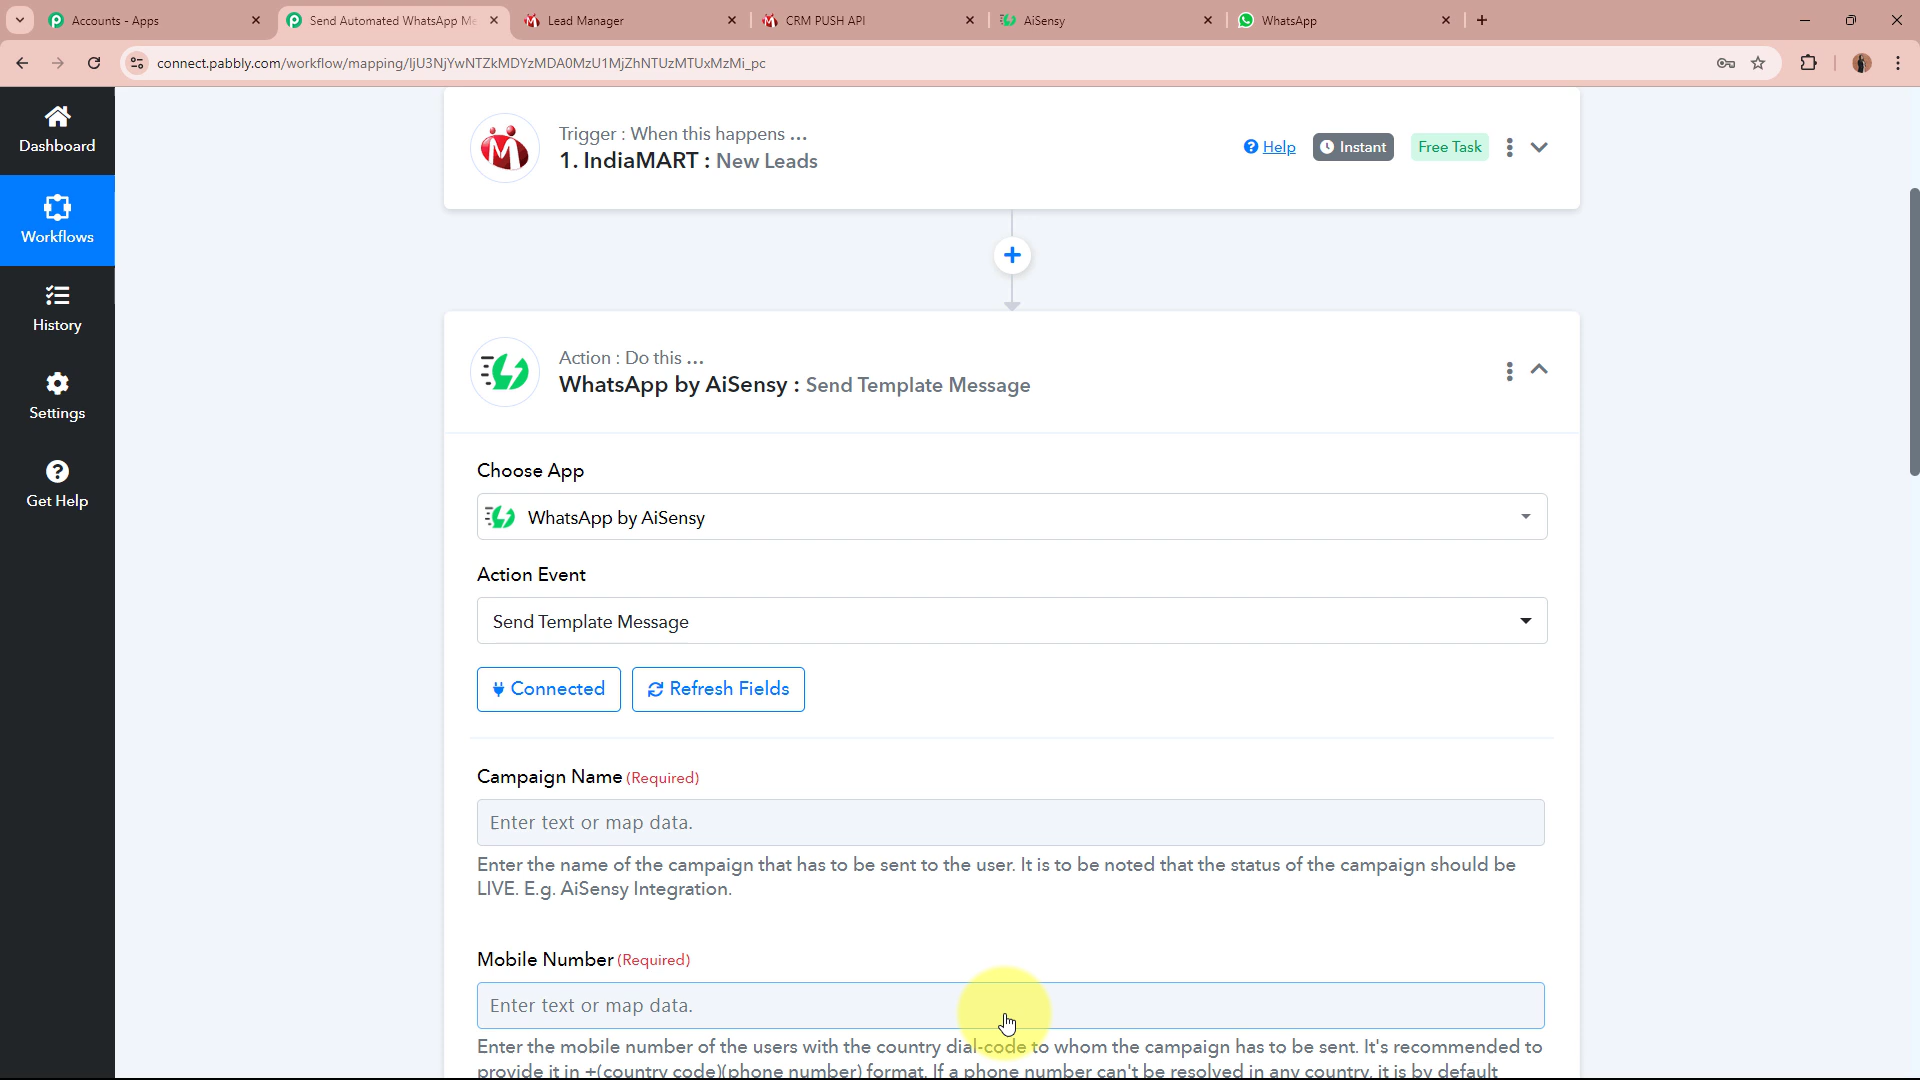 Accounts - Apps
Send Automated WhatsApp Me
Lead Manager
CRM PUSH API
AiSensy
WhatsApp
connect.pabbly.com/workflow/mapping/IjU3NjYwNTZkMDYzMDA0MzU1MjZhNTUzMTUxMzMi_pc
Dashboard
Workflows
History
Settings
Get Help
Trigger : When this happens ...
1. IndiaMART : New Leads
Help
Instant
Free Task
Action : Do this ...
WhatsApp by AiSensy : Send Template Message
Choose App
WhatsApp by AiSensy
Action Event
Send Template Message
Connected
Refresh Fields
Campaign Name (Required)
Enter text or map data.
Enter the name of the campaign that has to be sent to the user. It is to be noted that the status of the campaign should be
LIVE. E.g. AiSensy Integration.
Mobile Number (Required)
Enter text or map data.
Enter the mobile number of the users with the country dial-code to whom the campaign has to be sent. It's recommended to
provide it in +(country code)(phone number) format. If a phone number can't be resolved in any country, it is by default